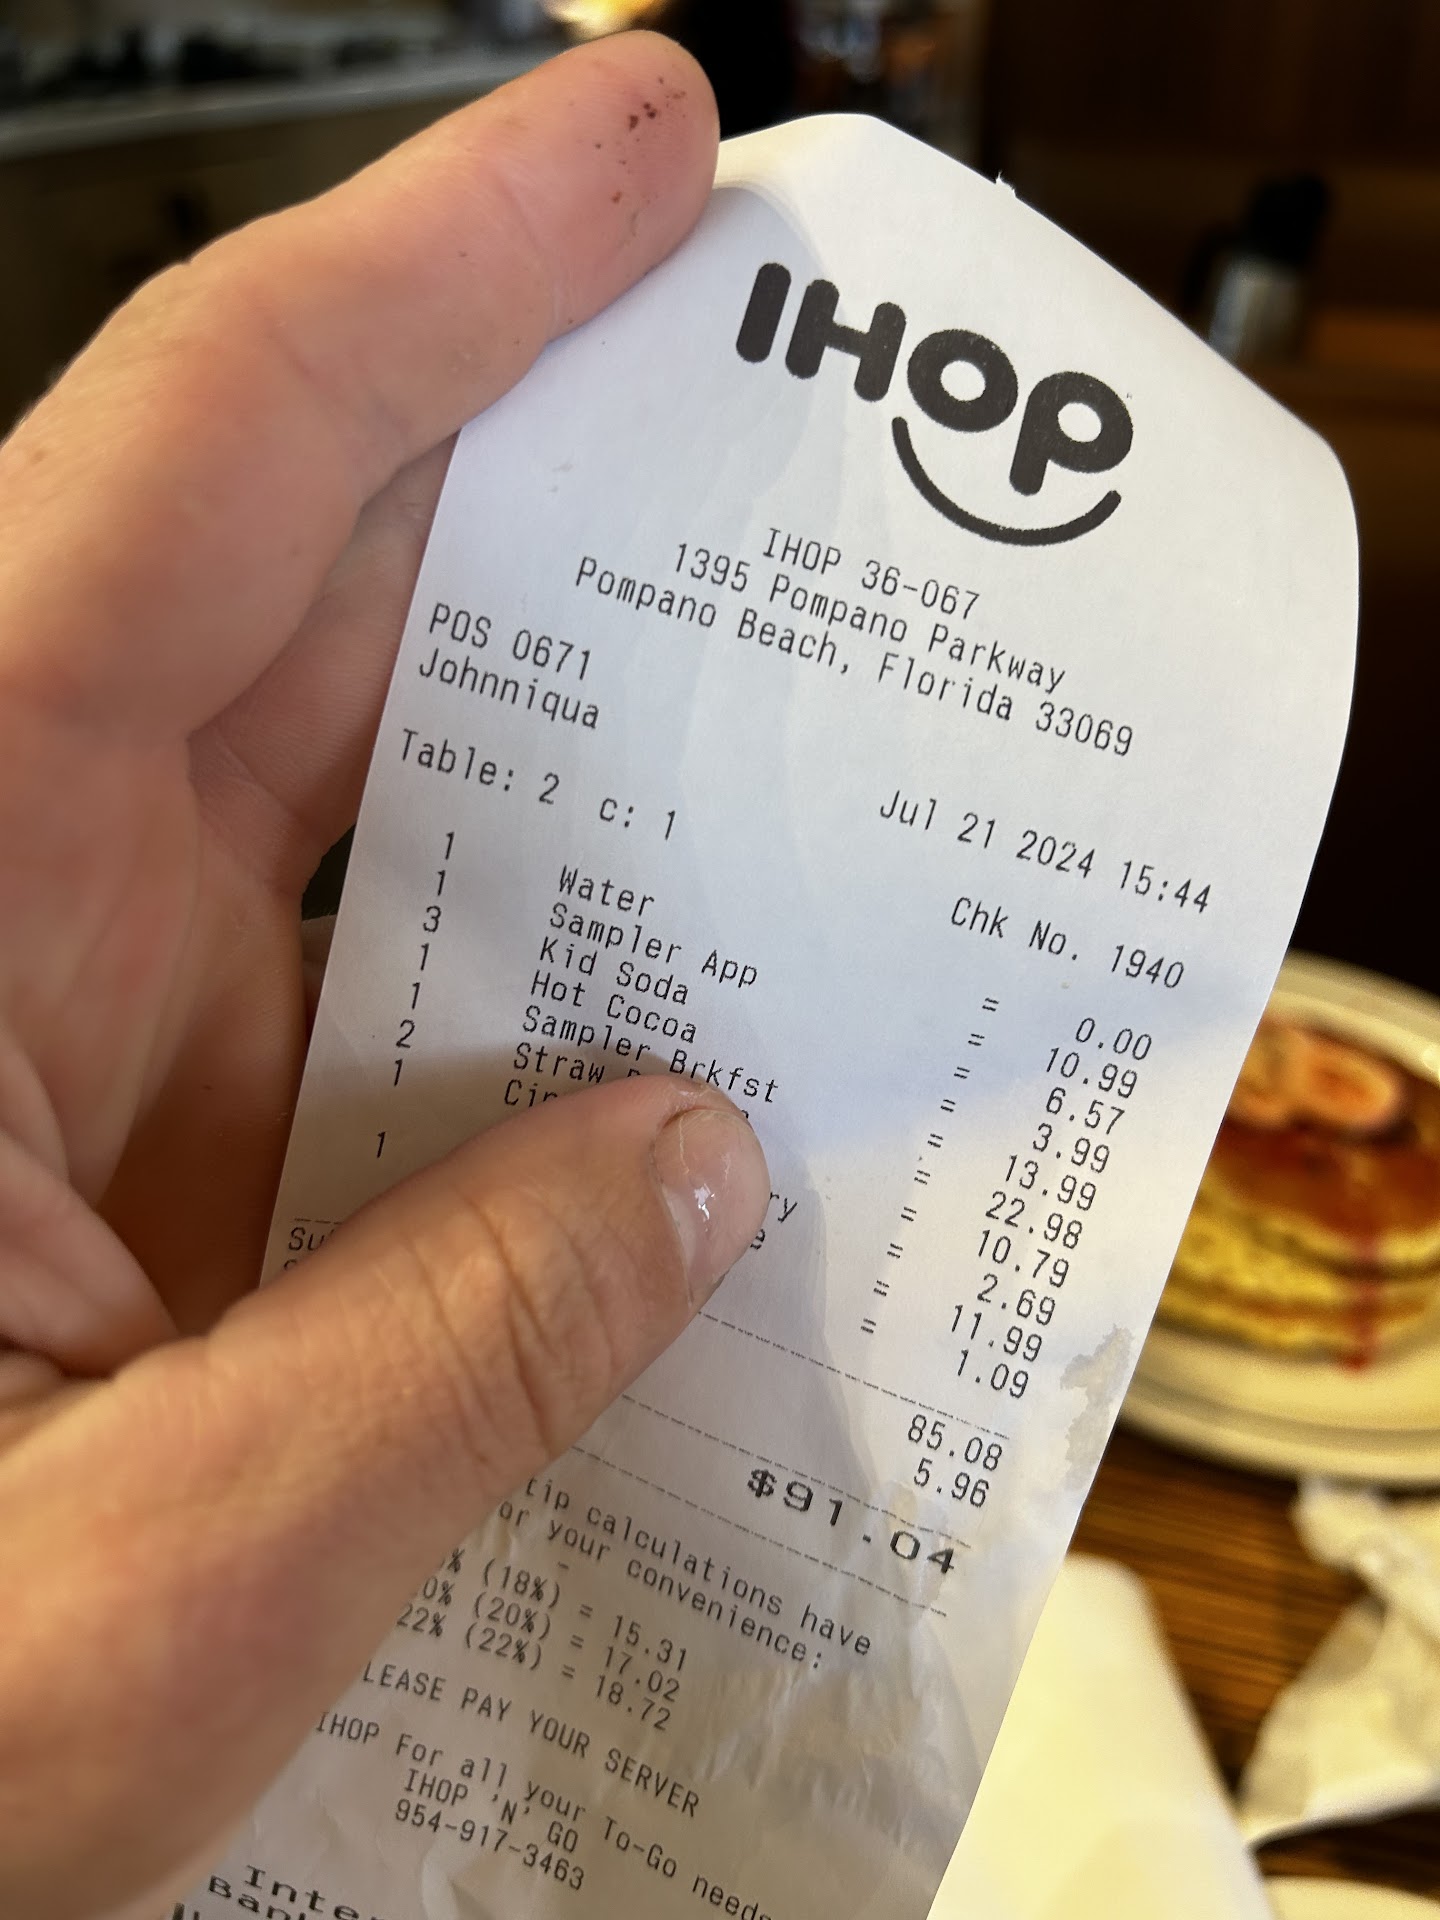 IHOP
IHOP 36-067
1395 Pompano Parkway
Pompano Beach, Florida 33069
POS 0671
Johnniqua
Jul 21 2024 15:44
Table: 2 c: 1
Chk No. 1940
1 Water = 0.00
1 Sampler App = 10.99
3 Kid Soda = 6.57
1 Hot Cocoa = 3.99
1 Sampler Brkfst = 13.99
2 Straw = 22.98
1 = 10.79
= 2.69
1 = 11.99
= 1.09
85.08
5.96
$91.04
tip calculations have
or your convenience:
% (18%) = 15.31
0% (20%) = 17.02
22% (22%) = 18.72
LEASE PAY YOUR SERVER
IHOP For all your To-Go needs
IHOP 'N' GO
954-917-3463